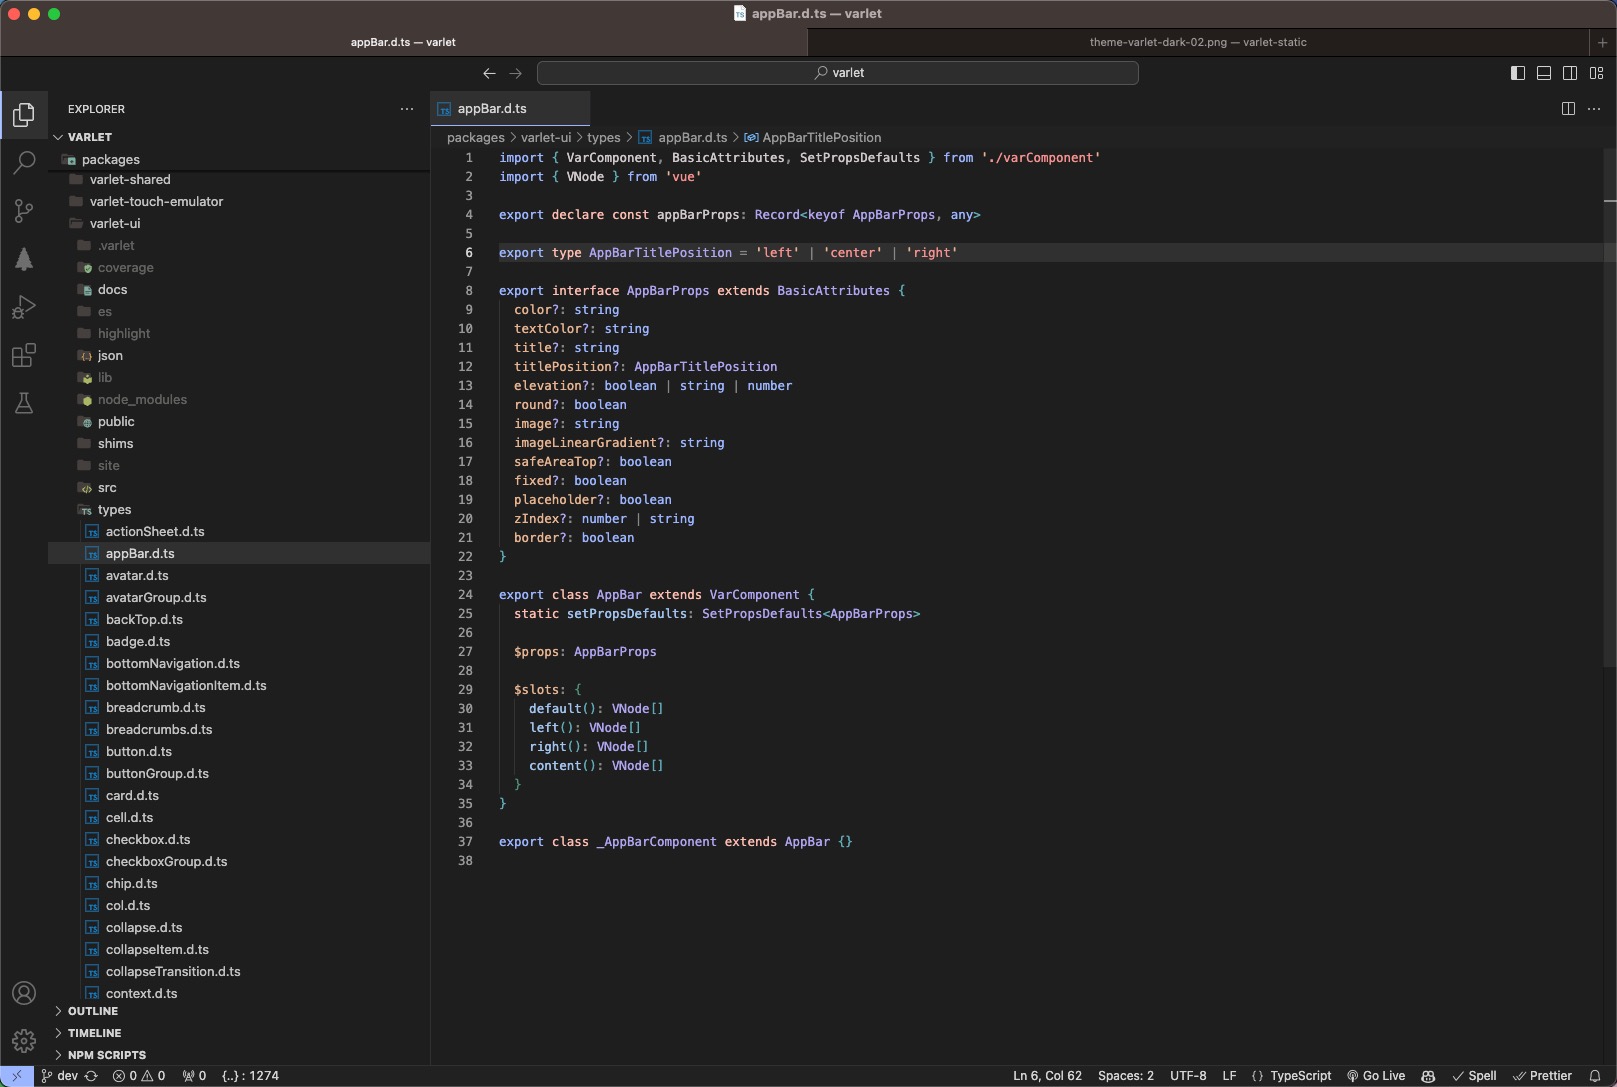 appBar.d.ts — varlet
appBar.d.ts — varlet
theme-varlet-dark-02.png — varlet-static
varlet
EXPLORER
VARLET
packages
varlet-shared
varlet-touch-emulator
varlet-ui
.varlet
coverage
docs
es
highlight
json
lib
node_modules
public
shims
site
src
types
actionSheet.d.ts
appBar.d.ts
avatar.d.ts
avatarGroup.d.ts
backTop.d.ts
badge.d.ts
bottomNavigation.d.ts
bottomNavigationItem.d.ts
breadcrumb.d.ts
breadcrumbs.d.ts
button.d.ts
buttonGroup.d.ts
card.d.ts
cell.d.ts
checkbox.d.ts
checkboxGroup.d.ts
chip.d.ts
col.d.ts
collapse.d.ts
collapseItem.d.ts
collapseTransition.d.ts
context.d.ts
OUTLINE
TIMELINE
NPM SCRIPTS
appBar.d.ts
packages > varlet-ui > types > appBar.d.ts > AppBarTitlePosition
1 import { VarComponent, BasicAttributes, SetPropsDefaults } from './varComponent'
2 import { VNode } from 'vue'
3
4 export declare const appBarProps: Record<keyof AppBarProps, any>
5
6 export type AppBarTitlePosition = 'left' | 'center' | 'right'
7
8 export interface AppBarProps extends BasicAttributes {
9 color?: string
10 textColor?: string
11 title?: string
12 titlePosition?: AppBarTitlePosition
13 elevation?: boolean | string | number
14 round?: boolean
15 image?: string
16 imageLinearGradient?: string
17 safeAreaTop?: boolean
18 fixed?: boolean
19 placeholder?: boolean
20 zIndex?: number | string
21 border?: boolean
22 }
23
24 export class AppBar extends VarComponent {
25 static setPropsDefaults: SetPropsDefaults<AppBarProps>
26
27 $props: AppBarProps
28
29 $slots: {
30 default(): VNode[]
31 left(): VNode[]
32 right(): VNode[]
33 content(): VNode[]
34 }
35 }
36
37 export class _AppBarComponent extends AppBar {}
38
dev 0 0 0 {..} : 1274 Ln 6, Col 62 Spaces: 2 UTF-8 LF {} TypeScript Go Live Spell Prettier